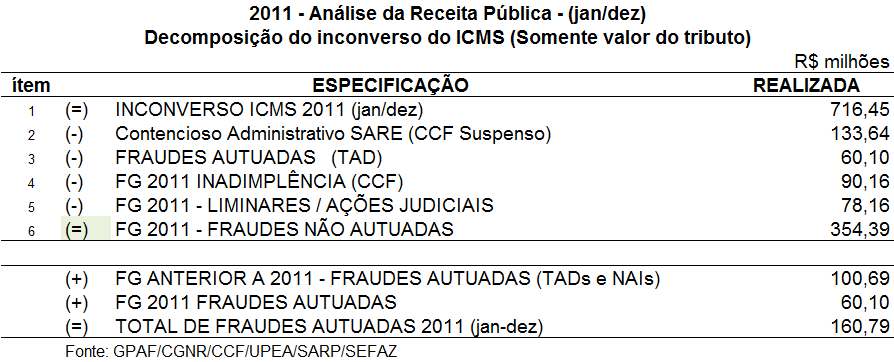 2011 - Análise da Receita Pública - (jan/dez)
Decomposição do inconverso do ICMS (Somente valor do tributo)
R$ milhões
ítem ESPECIFICAÇÃO REALIZADA
1 (=) INCONVERSO ICMS 2011 (jan/dez) 716,45
2 (-) Contencioso Administrativo SARE (CCF Suspenso) 133,64
3 (-) FRAUDES AUTUADAS (TAD) 60,10
4 (-) FG 2011 INADIMPLÊNCIA (CCF) 90,16
5 (-) FG 2011 - LIMINARES / AÇÕES JUDICIAIS 78,16
6 (=) FG 2011 - FRAUDES NÃO AUTUADAS 354,39
(+) FG ANTERIOR A 2011 - FRAUDES AUTUADAS (TADs e NAIs) 100,69
(+) FG 2011 FRAUDES AUTUADAS 60,10
(=) TOTAL DE FRAUDES AUTUADAS 2011 (jan-dez) 160,79
Fonte: GPAF/CGNR/CCF/UPEA/SARP/SEFAZ